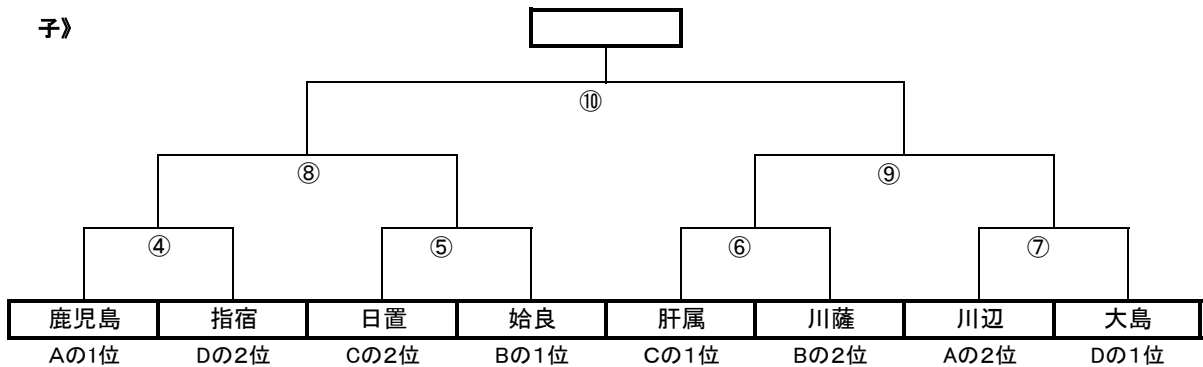 子》
⑩
⑧ ⑨
④ ⑤ ⑥ ⑦
鹿児島 指宿 日置 姶良 肝属 川薩 川辺 大島
Aの1位 Dの2位 Cの2位 Bの1位 Cの1位 Bの2位 Aの2位 Dの1位